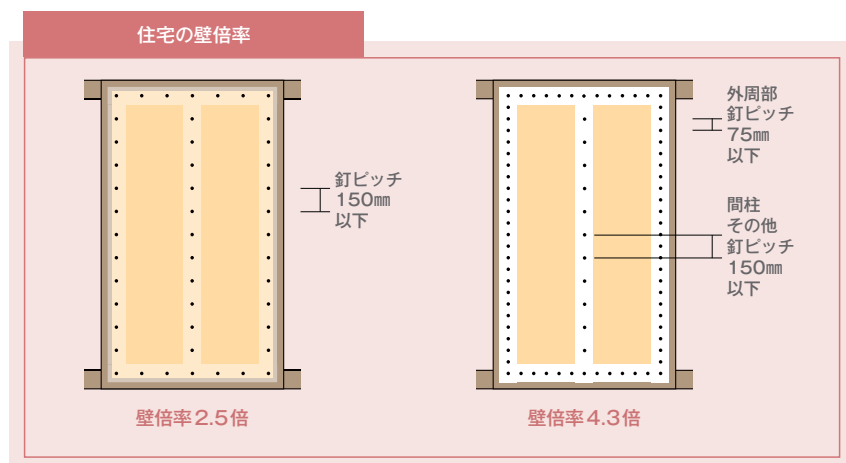 住宅の壁倍率
釘ピッチ
150㎜
以下
壁倍率2.5倍
外周部
釘ピッチ
75㎜
以下
間柱
その他
釘ピッチ
150㎜
以下
壁倍率4.3倍